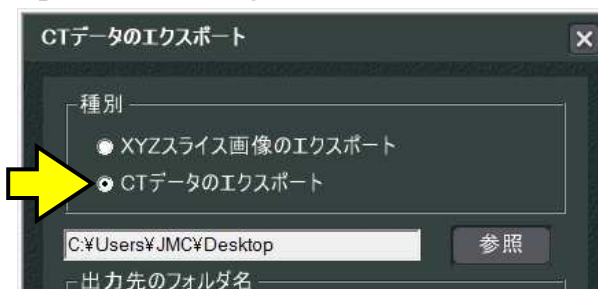 CTデータのエクスポート
種別
XYZスライス画像のエクスポート
CTデータのエクスポート
C:¥Users¥JMC¥Desktop 参照
出力先のフォルダ名